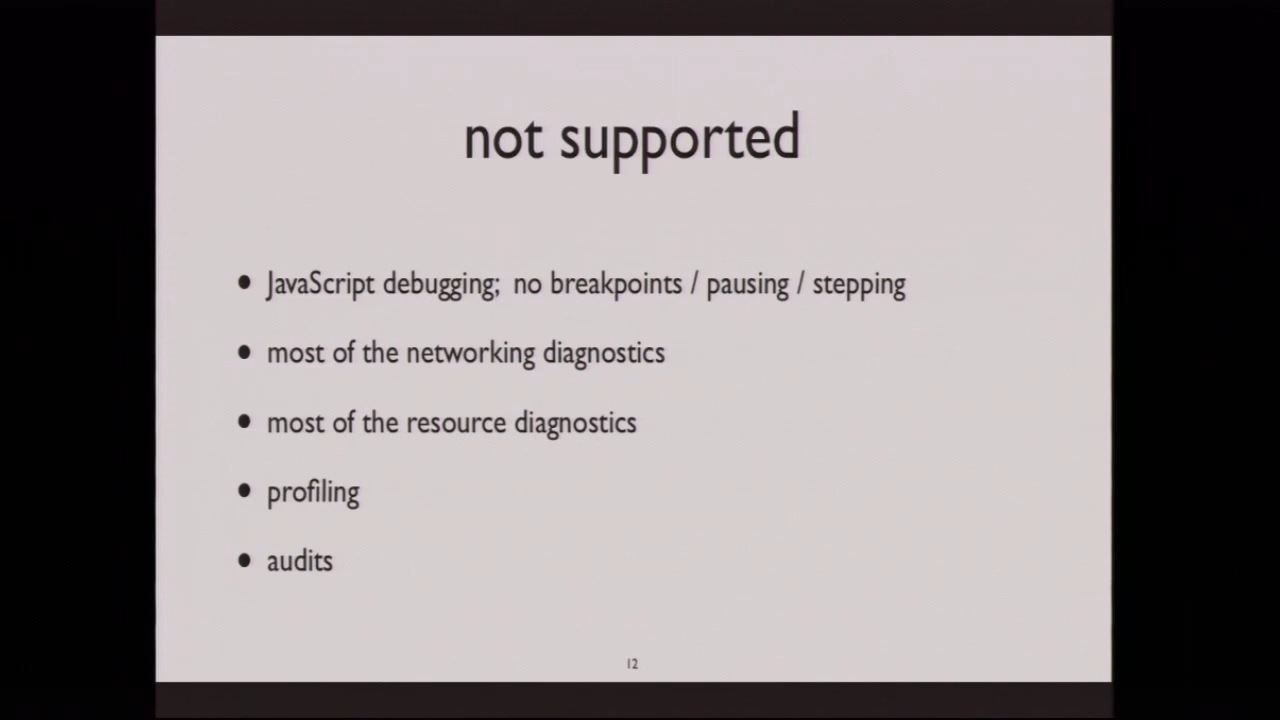 not supported
• JavaScript debugging; no breakpoints / pausing / stepping
• most of the networking diagnostics
• most of the resource diagnostics
• profiling
• audits
12